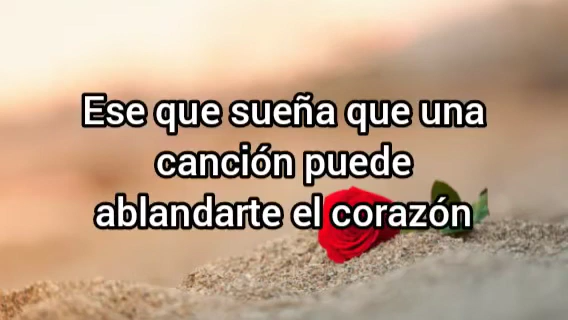 Ese que sueña que una
canción puede
ablandarte el corazón